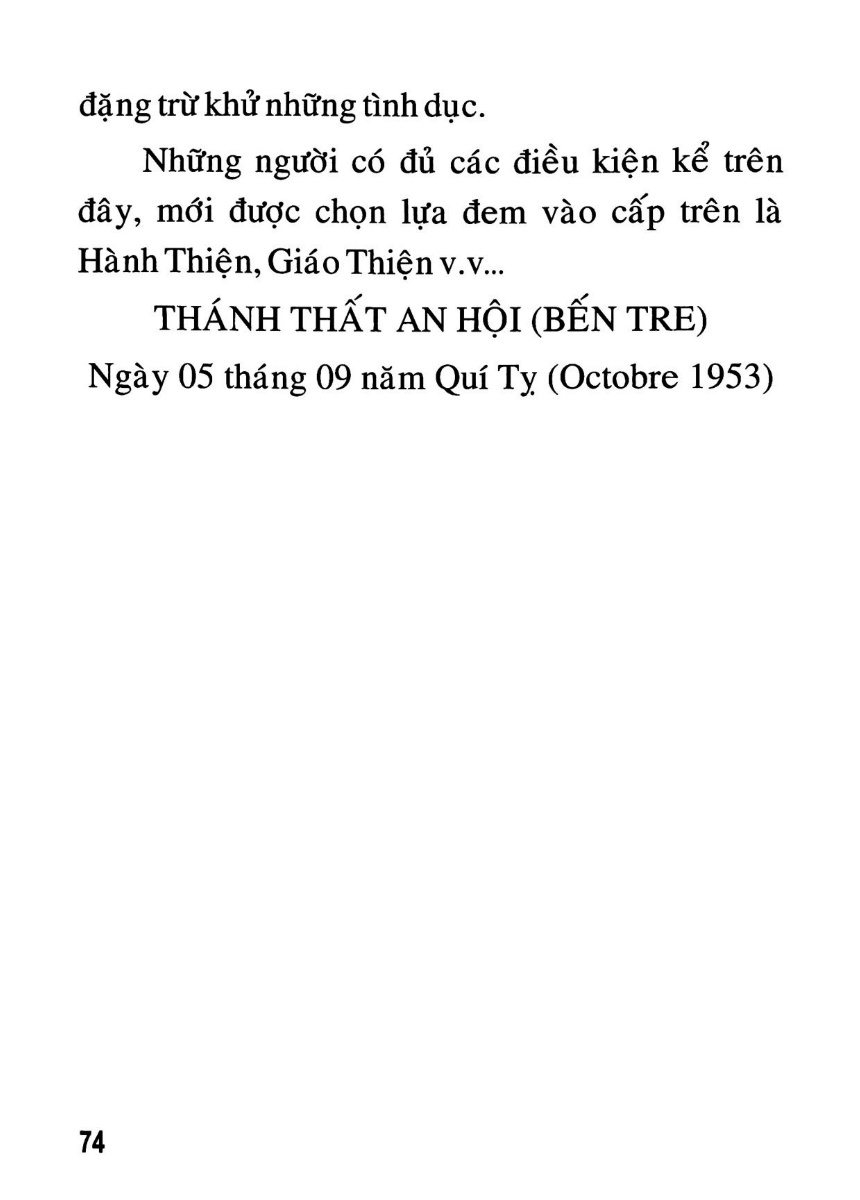 đặng trừ khử những tình dục.
Những người có đủ các điều kiện kể trên
đây, mới được chọn lựa đem vào cấp trên là
Hành Thiện, Giáo Thiện v.v...
THÁNH THẤT AN HỘI (BẾN TRE)
Ngày 05 tháng 09 năm Quí Tỵ (Octobre 1953)
74